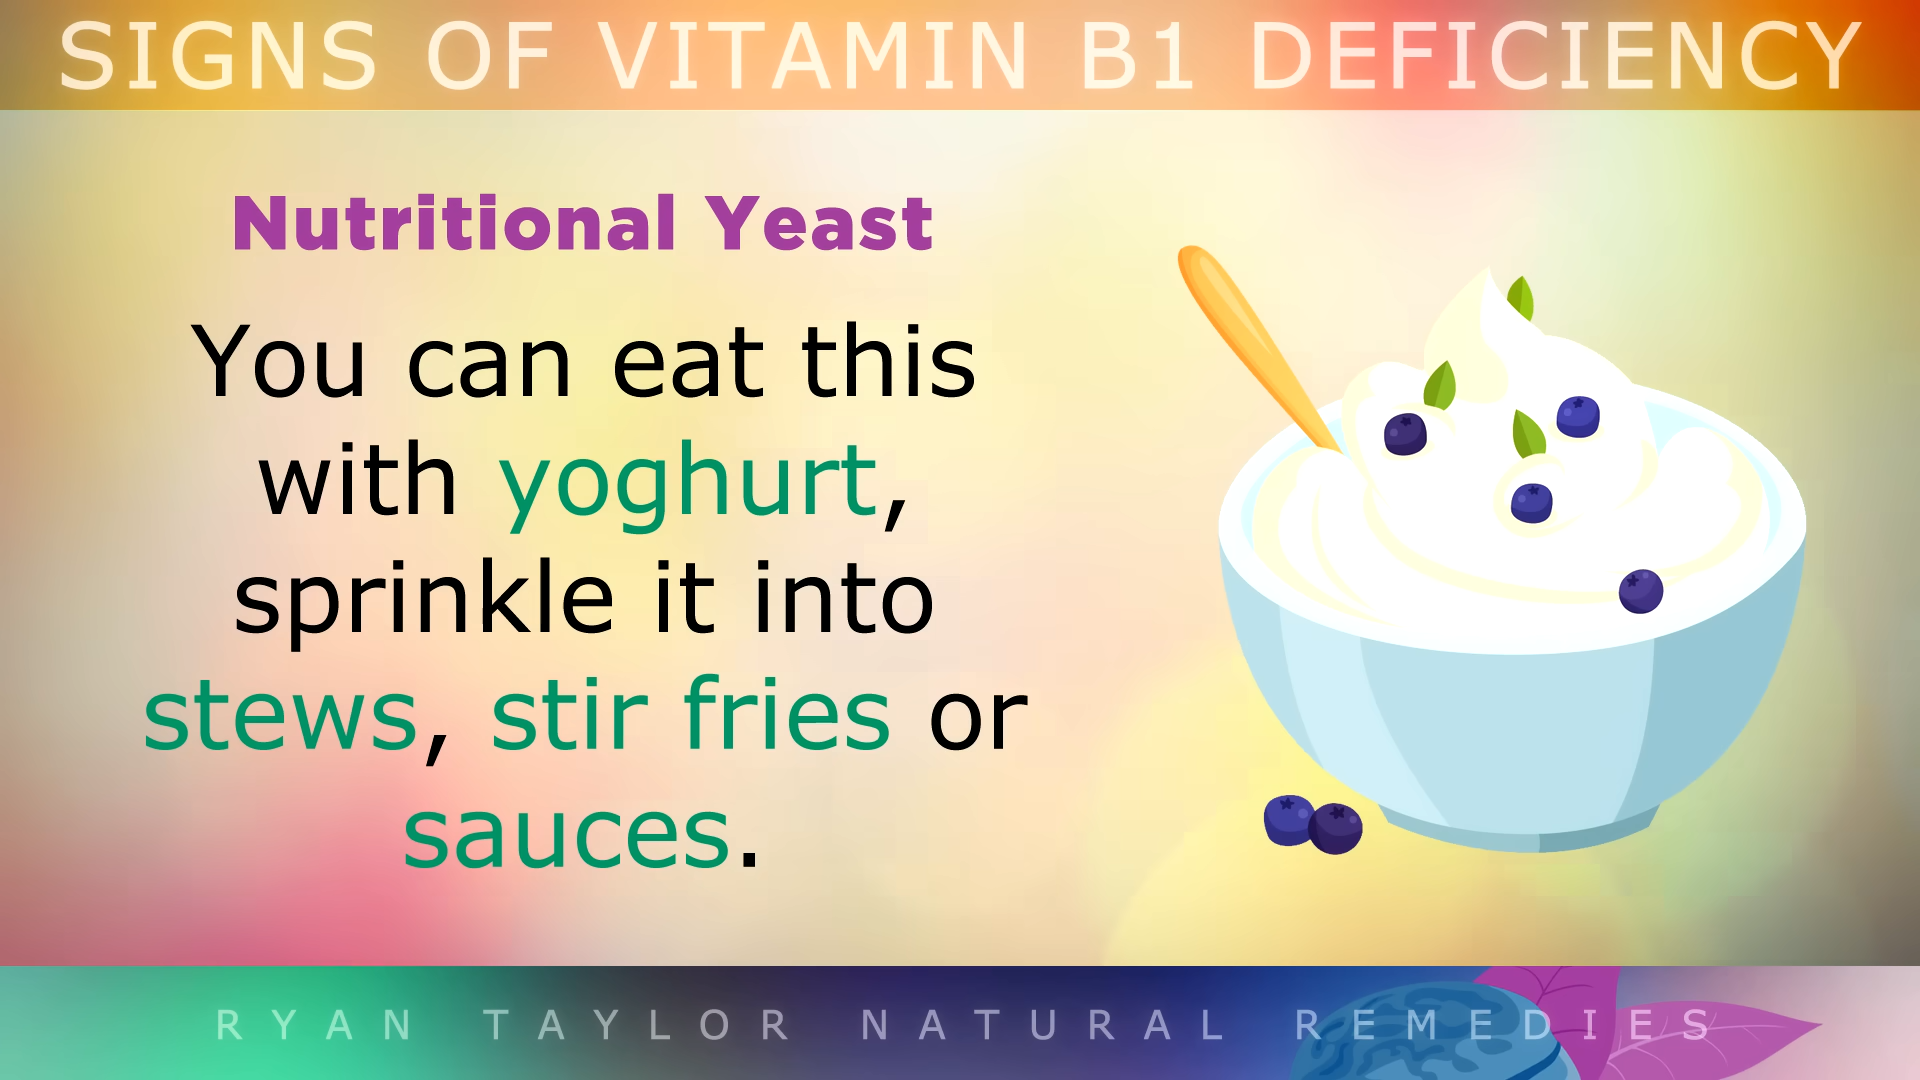 SIGNS OF VITAMIN B1 DEFICIENCY
Nutritional Yeast
You can eat this
with yoghurt,
sprinkle it into
stews, stir fries or
sauces.
RYAN TAYLOR NATURAL REMEDIES